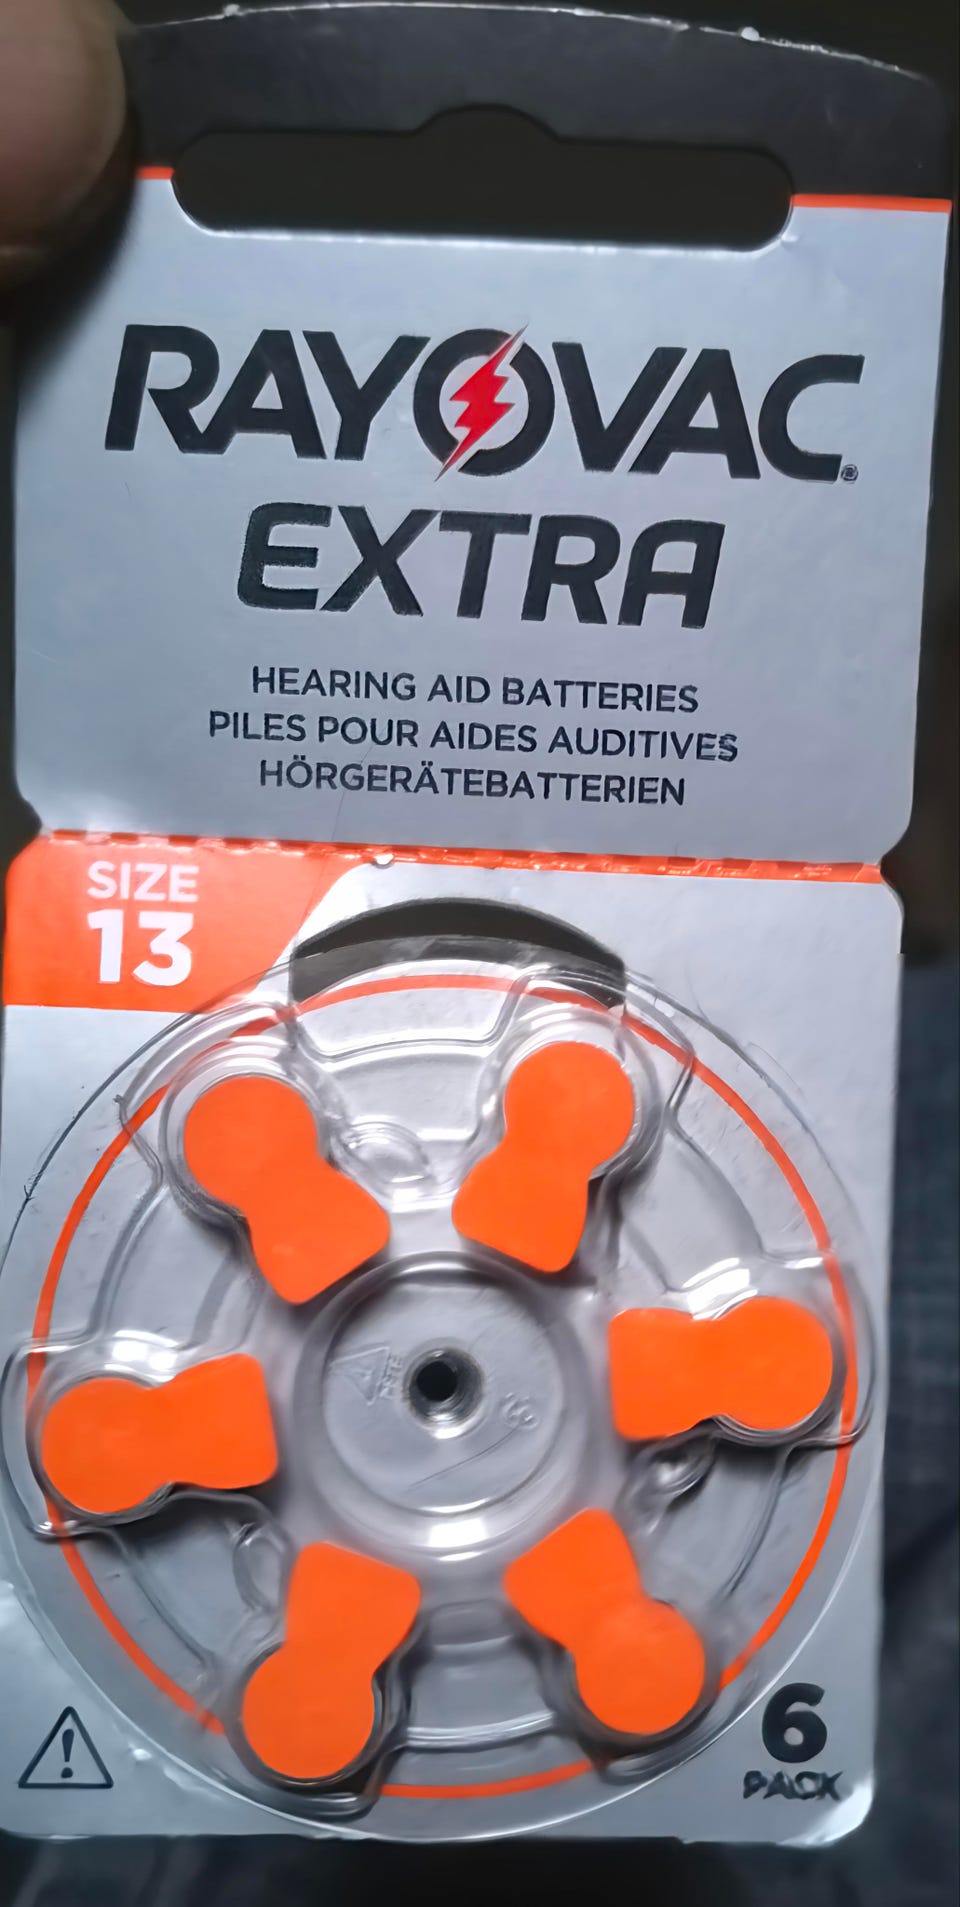 RAYOVAC®
EXTRA
HEARING AID BATTERIES
PILES POUR AIDES AUDITIVES
HÖRGERÄTEBATTERIEN
SIZE
13
6
PACK